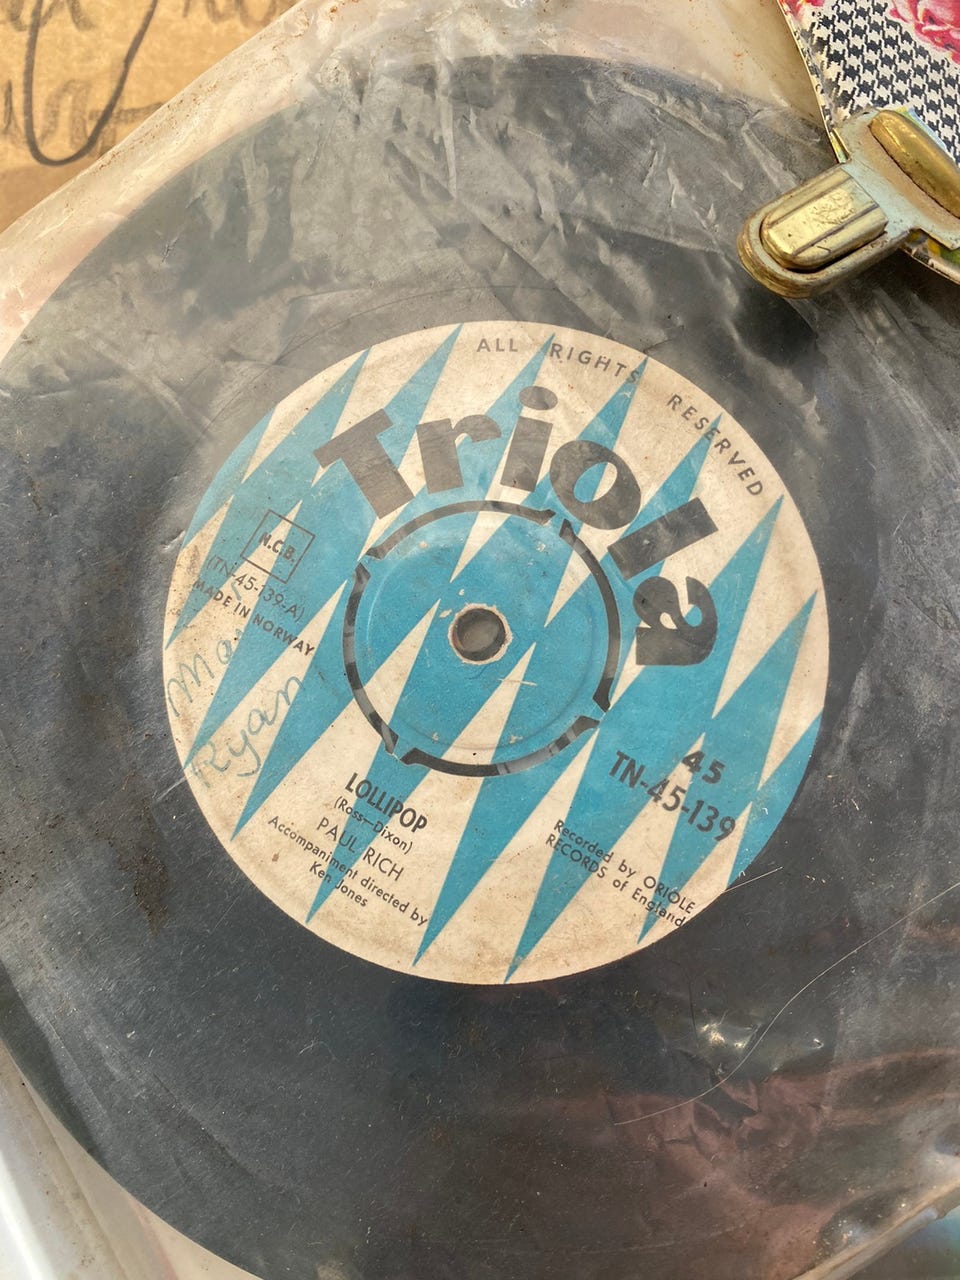 ALL RIGHTS RESERVED
Triola
N.C.B.
(TN-45-139-A)
MADE IN NORWAY
Ryan
45
TN-45-139
LOLLIPOP
(Ross—Dixon)
PAUL RICH
Accompaniment directed by
Ken Jones
Recorded by ORIOLE
RECORDS of England